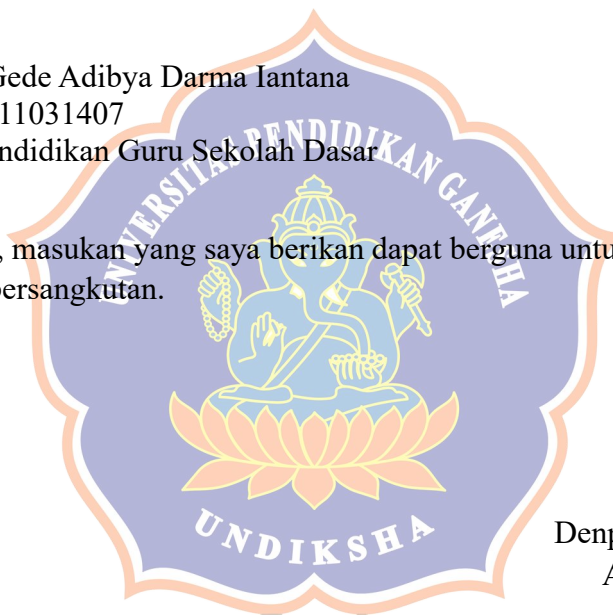 Gede Adibya Darma Iantana
11031407
ndidikan Guru Sekolah Dasar
UNIVERSITAS PENDIDIKAN GANESHA
, masukan yang saya berikan dapat berguna untu
bersangkutan.
UNDIKSHA
Denp
A